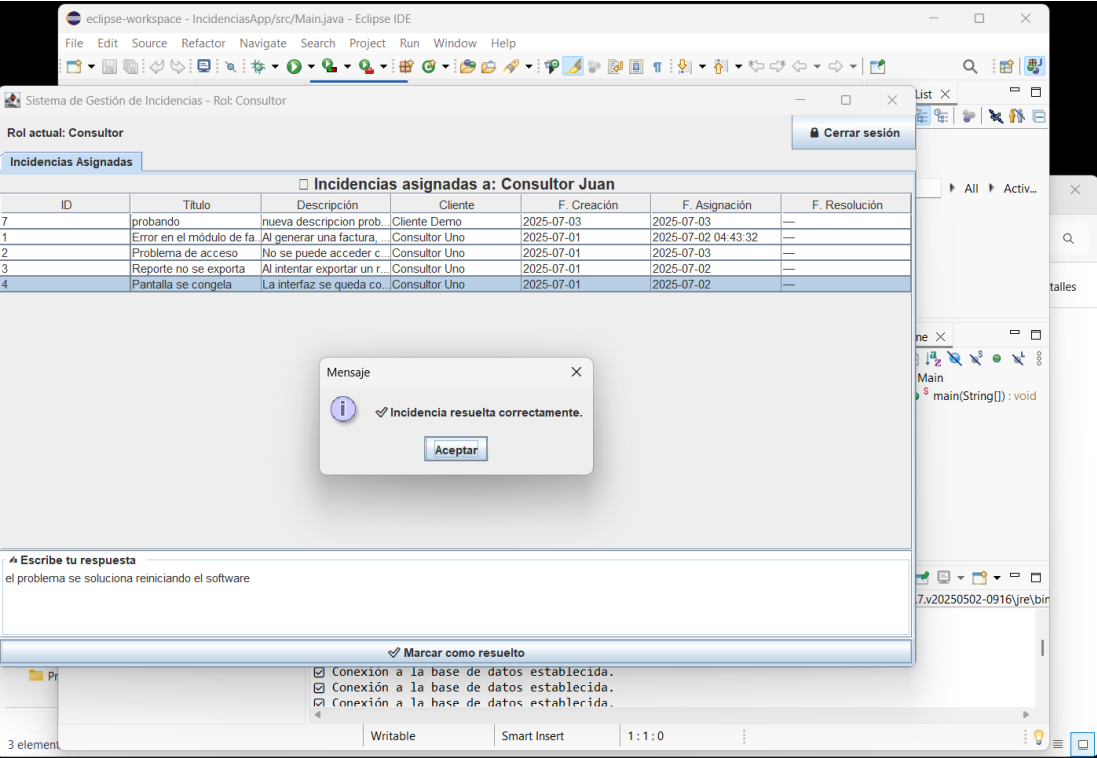 eclipse-workspace - IncidenciasApp/src/Main.java - Eclipse IDE
File Edit Source Refactor Navigate Search Project Run Window Help
Sistema de Gestión de Incidencias - Rol: Consultor
List
Rol actual: Consultor
Cerrar sesión
Incidencias Asignadas
All Activ...
Incidencias asignadas a: Consultor Juan
ID Título Descripción Cliente F. Creación F. Asignación F. Resolución
7 probando nueva descripcion prob... Cliente Demo 2025-07-03 2025-07-03 —
1 Error en el módulo de fa... Al generar una factura, ... Consultor Uno 2025-07-01 2025-07-02 04:43:32 —
2 Problema de acceso No se puede acceder c... Consultor Uno 2025-07-01 2025-07-03 —
3 Reporte no se exporta Al intentar exportar un r... Consultor Uno 2025-07-01 2025-07-02 —
4 Pantalla se congela La interfaz se queda co... Consultor Uno 2025-07-01 2025-07-02 —
talles
ne
Mensaje
Main
main(String[]) : void
Incidencia resuelta correctamente.
Aceptar
Escribe tu respuesta
el problema se soluciona reiniciando el software
.7.v20250502-0916\jre\bin
Marcar como resuelto
Pr
Conexión a la base de datos establecida.
Conexión a la base de datos establecida.
Conexión a la base de datos establecida.
Writable Smart Insert 1 : 1 : 0
3 element